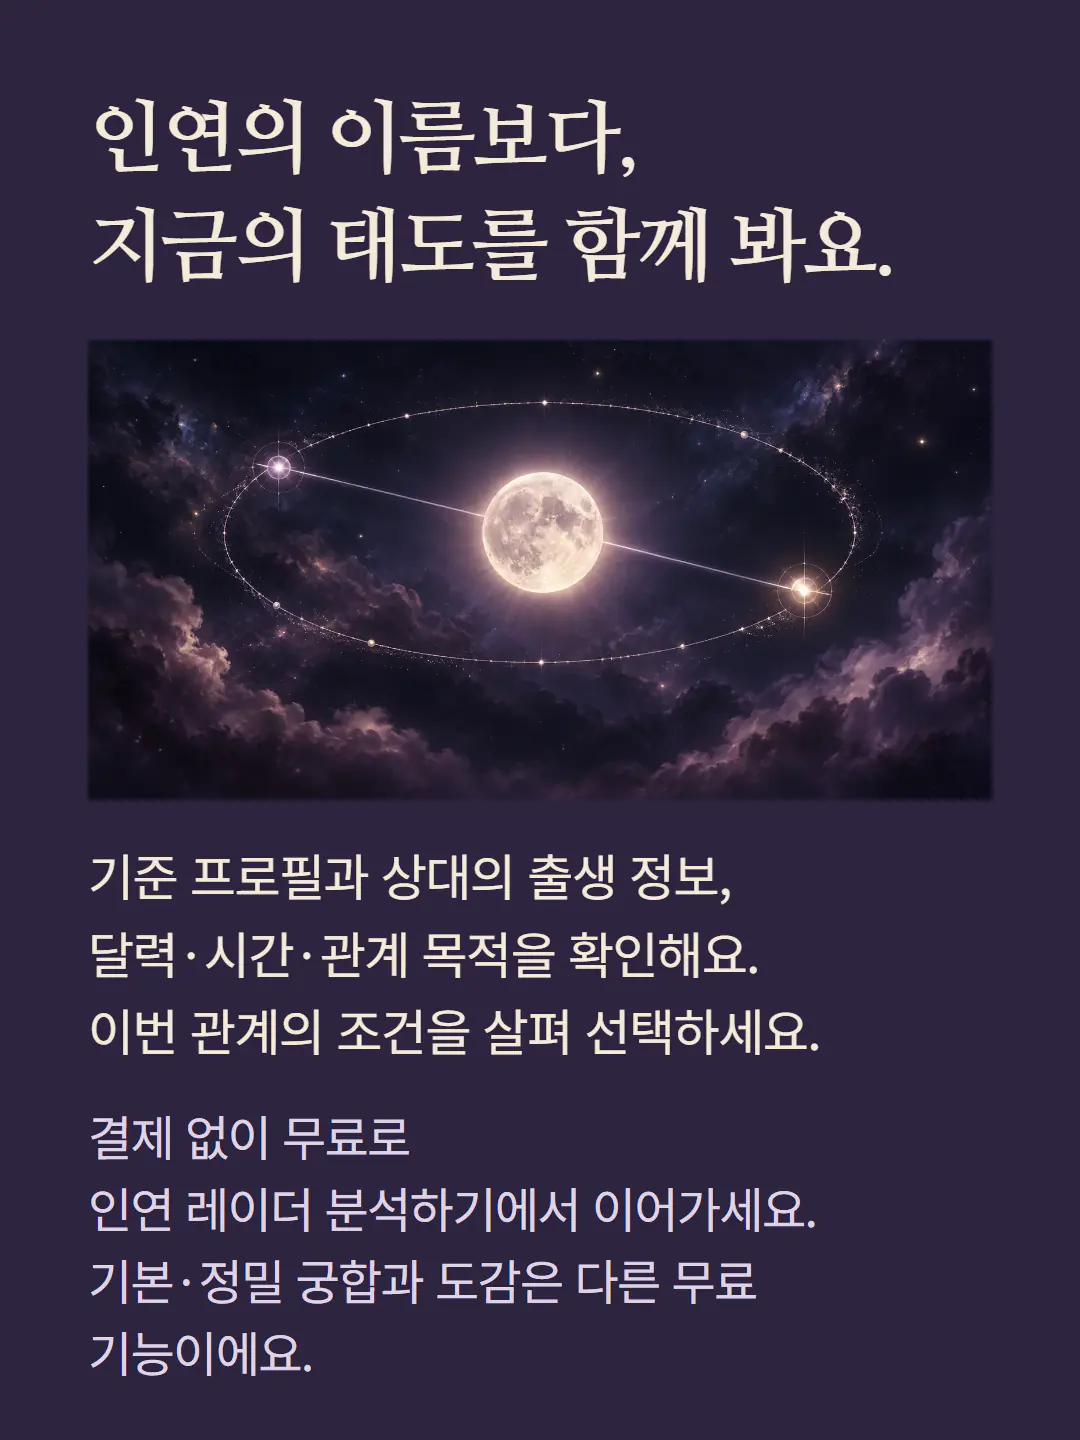 인연의 이름보다,
지금의 태도를 함께 봐요.
기준 프로필과 상대의 출생 정보,
달력·시간·관계 목적을 확인해요.
이번 관계의 조건을 살펴 선택하세요.
결제 없이 무료로
인연 레이더 분석하기에서 이어가세요.
기본·정밀 궁합과 도감은 다른 무료
기능이에요.